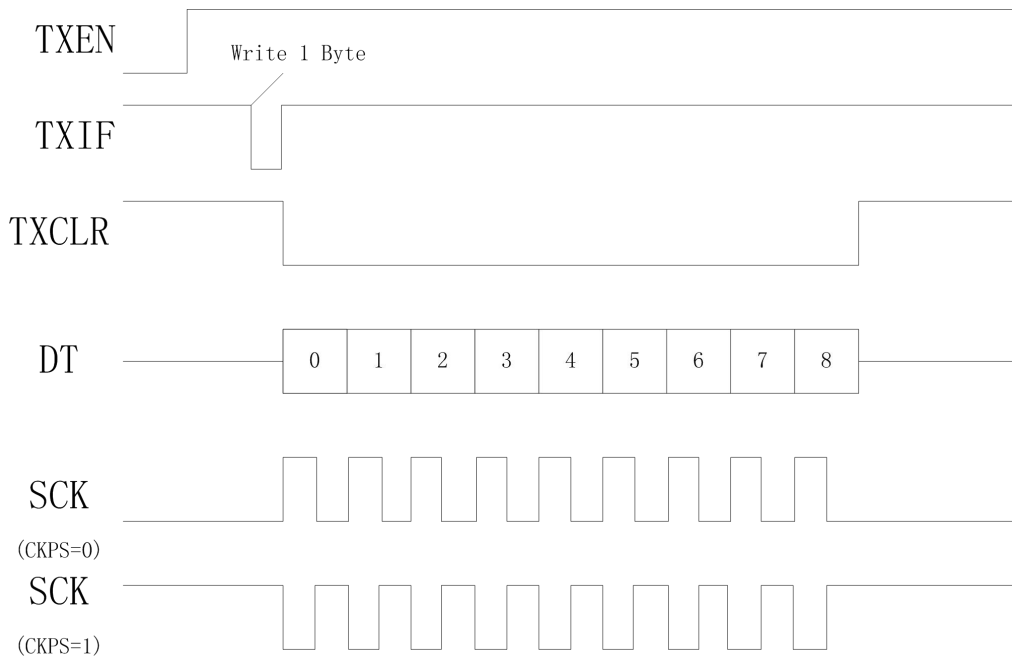 TXEN
Write 1 Byte
TXIF
TXCLR
DT 0 1 2 3 4 5 6 7 8
SCK
(CKPS=0)
SCK
(CKPS=1)